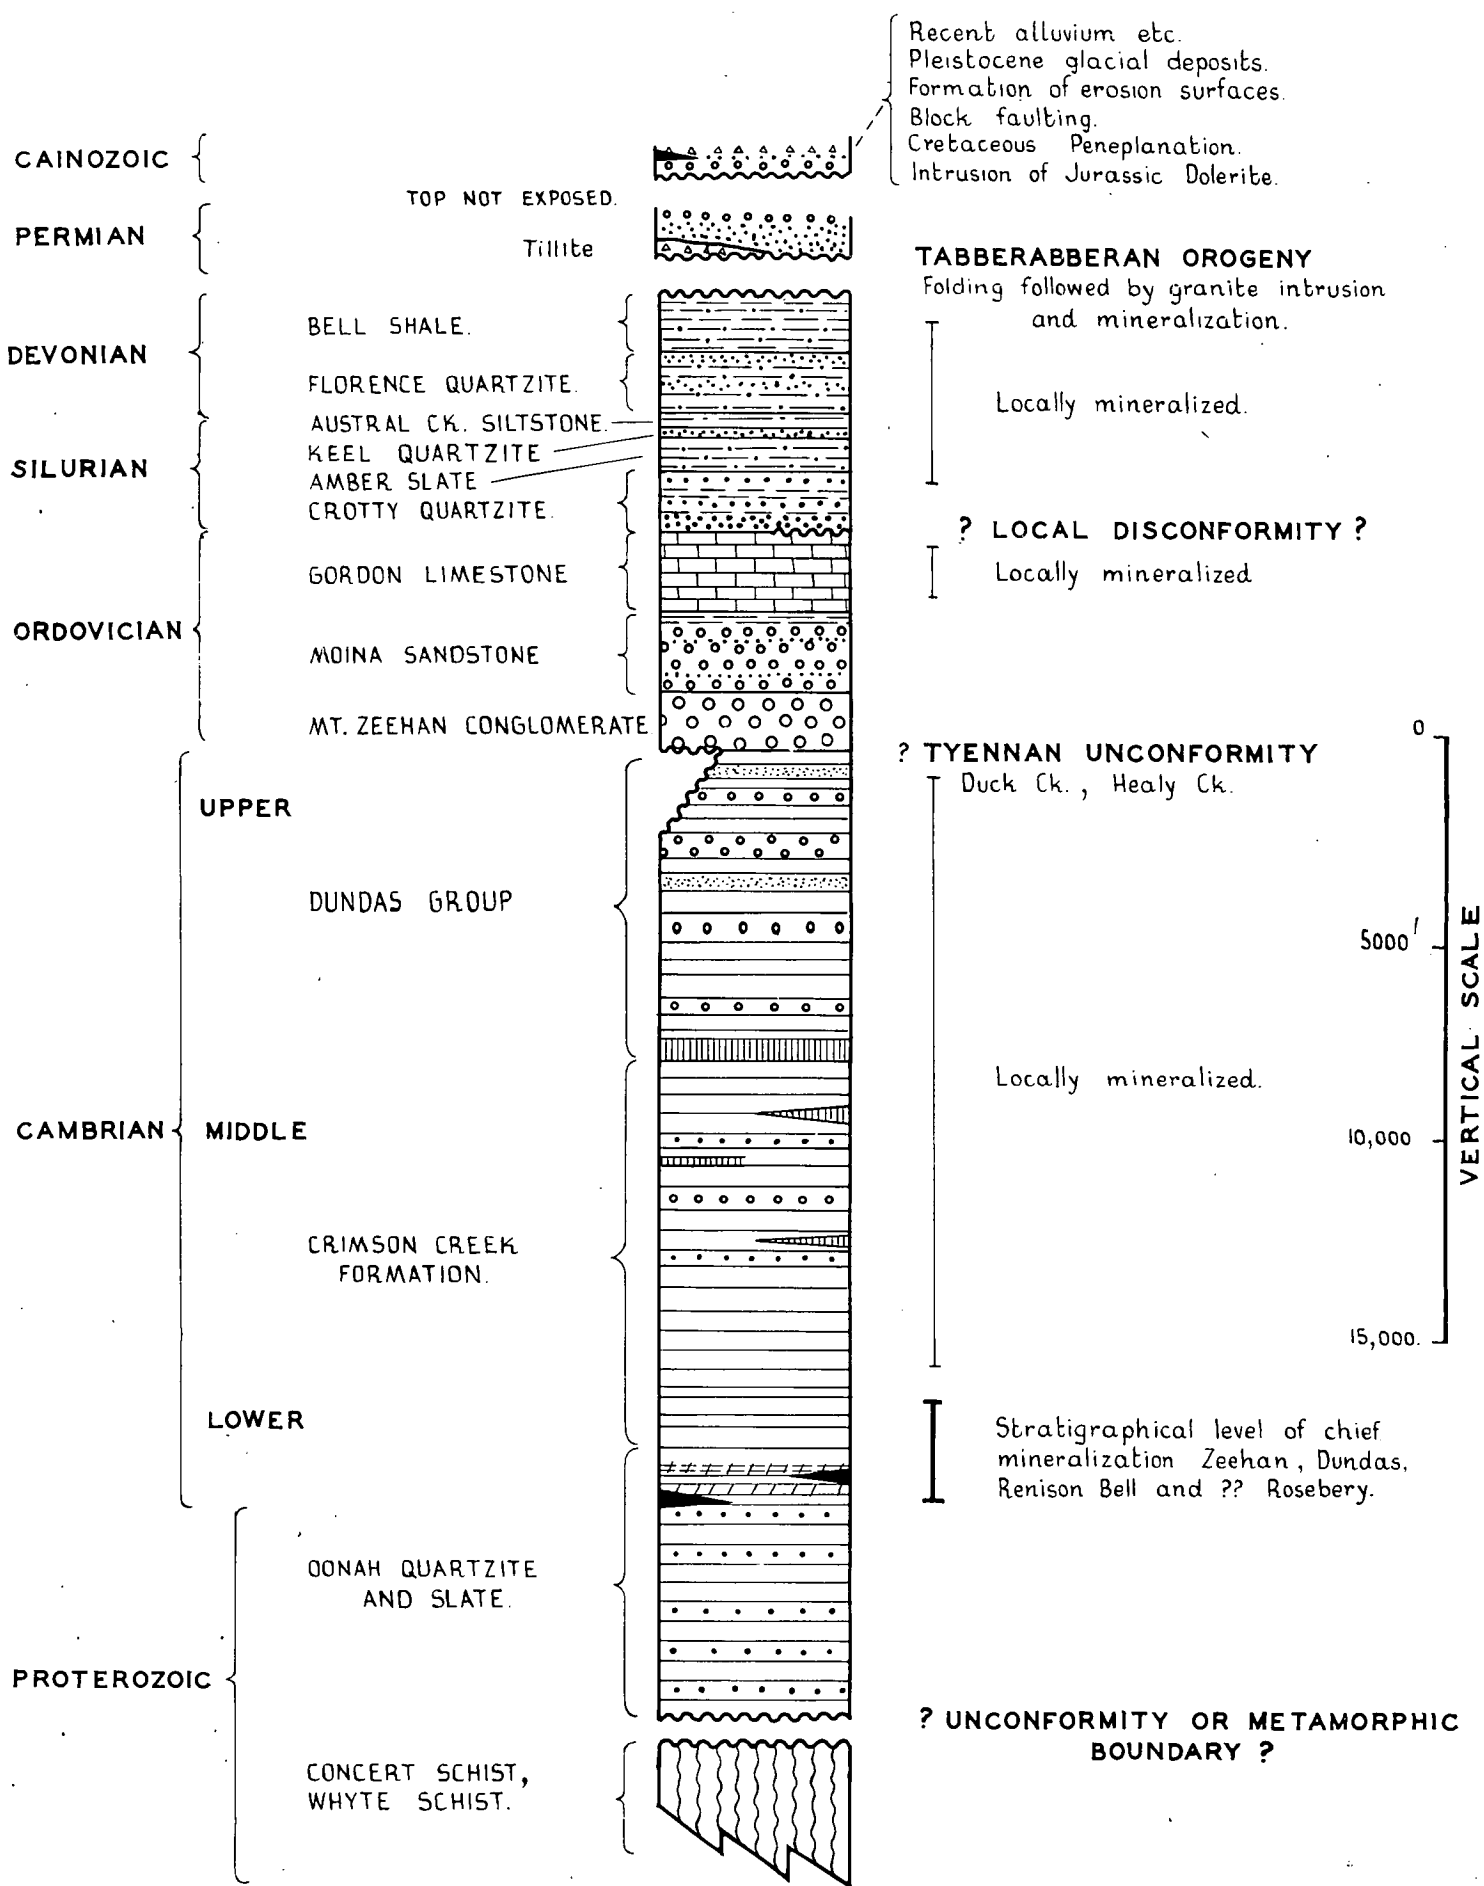 Recent alluvium etc.
Pleistocene glacial deposits.
Formation of erosion surfaces.
Block faulting.
Cretaceous Peneplanation.
Intrusion of Jurassic Dolerite.
CAINOZOIC
TOP NOT EXPOSED.
PERMIAN
Tillite
TABBERABBERAN OROGENY
Folding followed by granite intrusion
and mineralization.
DEVONIAN
BELL SHALE.
FLORENCE QUARTZITE.
Locally mineralized.
AUSTRAL CK. SILTSTONE.
SILURIAN
KEEL QUARTZITE
AMBER SLATE
CROTTY QUARTZITE.
? LOCAL DISCONFORMITY ?
ORDOVICIAN
GORDON LIMESTONE
Locally mineralized
MOINA SANDSTONE
MT. ZEEHAN CONGLOMERATE
? TYENNAN UNCONFORMITY
Duck Ck., Healy Ck.
CAMBRIAN
UPPER
DUNDAS GROUP
MIDDLE
Locally mineralized.
CRIMSON CREEK
FORMATION.
LOWER
Stratigraphical level of chief
mineralization Zeehan, Dundas,
Renison Bell and ?? Rosebery.
PROTEROZOIC
OONAH QUARTZITE
AND SLATE.
? UNCONFORMITY OR METAMORPHIC
BOUNDARY ?
CONCERT SCHIST,
WHYTE SCHIST.
0
5000'
10,000
15,000.
VERTICAL SCALE